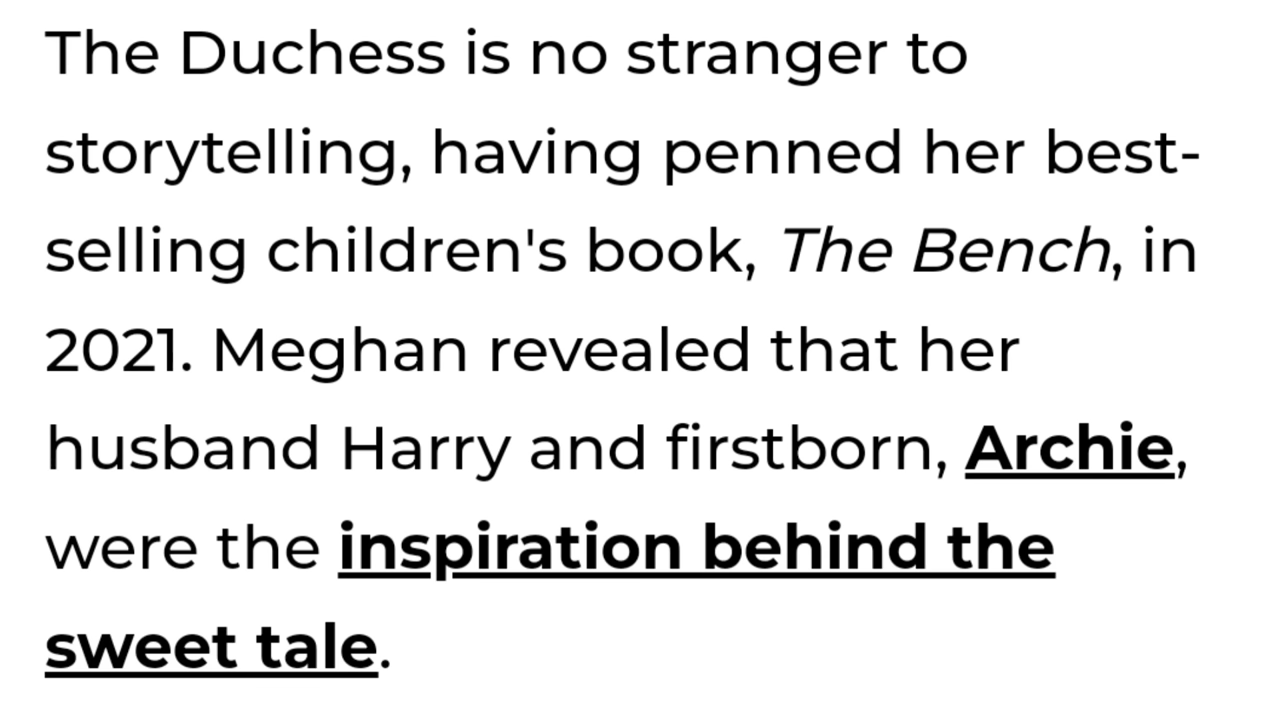 The Duchess is no stranger to
storytelling, having penned her best-
selling children's book, The Bench, in
2021. Meghan revealed that her
husband Harry and firstborn, Archie,
were the inspiration behind the
sweet tale.